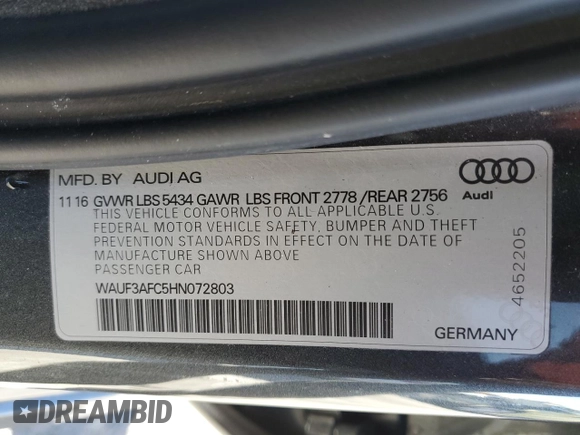 MFD. BY AUDI AG
11 16 GVWR LBS 5434 GAWR LBS FRONT 2778 / REAR 2756
THIS VEHICLE CONFORMS TO ALL APPLICABLE U.S.
FEDERAL MOTOR VEHICLE SAFETY, BUMPER AND THEFT
PREVENTION STANDARDS IN EFFECT ON THE DATE OF
MANUFACTURE SHOWN ABOVE
PASSENGER CAR
WAUF3AFC5HN072803
Audi
4652205
GERMANY
DREAMBID